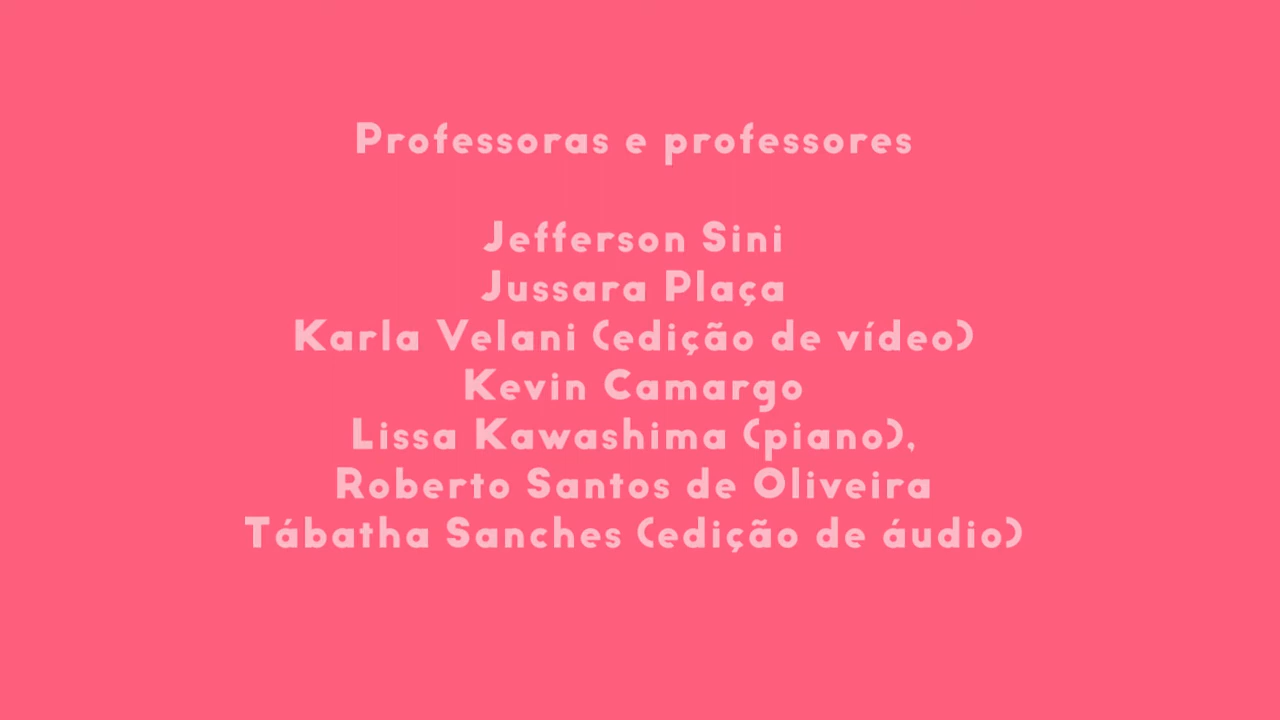 Professoras e professores
Jefferson Sini
Jussara Plaça
Karla Velani (edição de vídeo)
Kevin Camargo
Lissa Kawashima (piano),
Roberto Santos de Oliveira
Tábatha Sanches (edição de áudio)